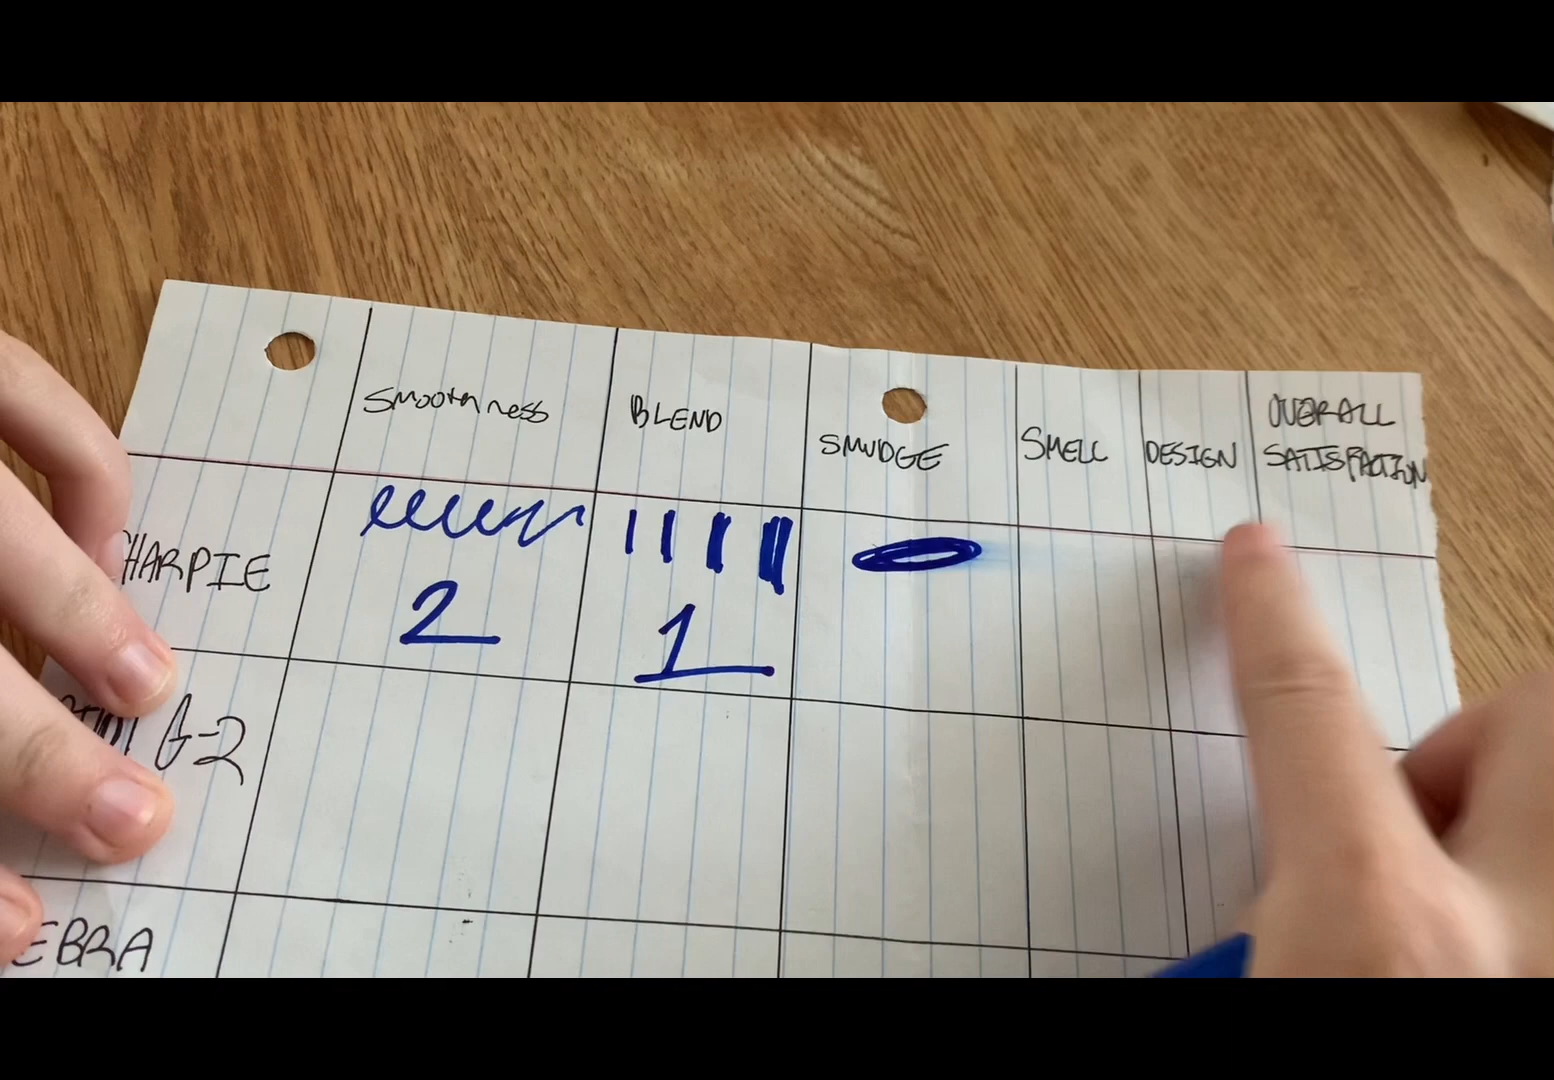 Smoothness BLEND SMUDGE SMELL DESIGN OVERALL SATISFACTION
HARPIE
2 1
G-2
EBRA